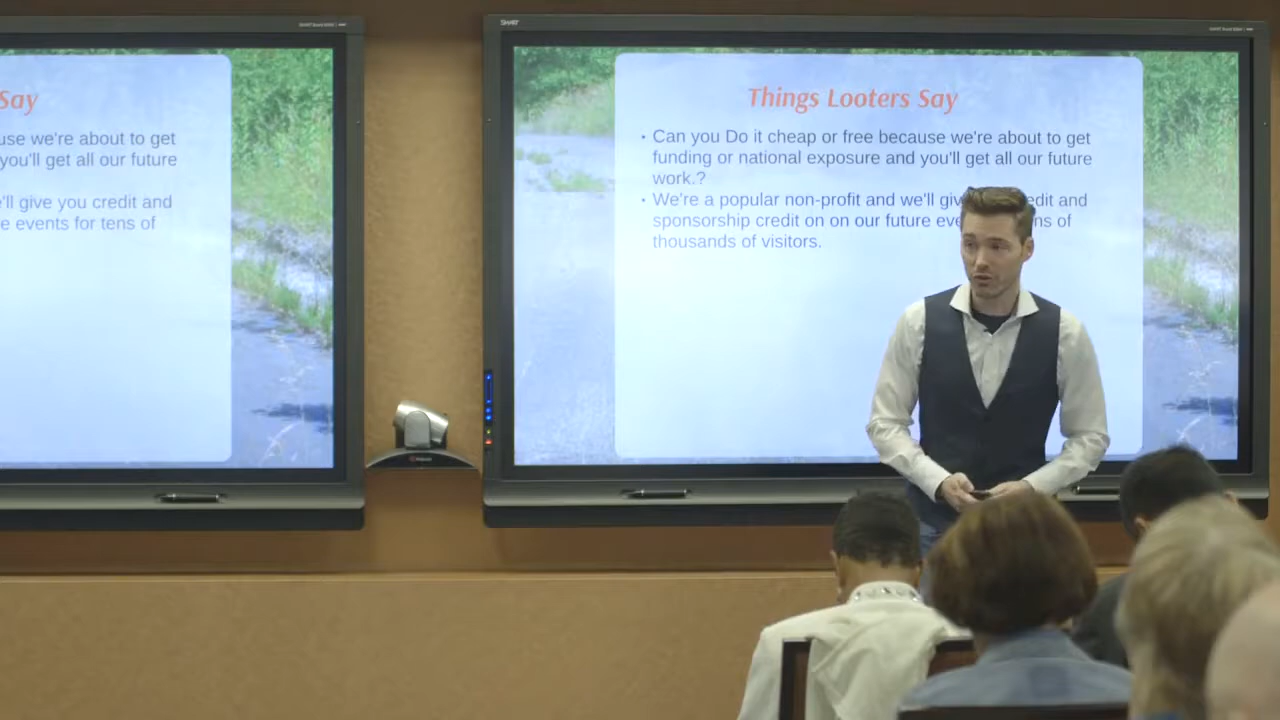 SMART
Say
use we're about to get
you'll get all our future
'll give you credit and
e events for tens of
Things Looters Say
• Can you Do it cheap or free because we're about to get
funding or national exposure and you'll get all our future
work.?
• We're a popular non-profit and we'll giv edit and
sponsorship credit on on our future eve ns of
thousands of visitors.